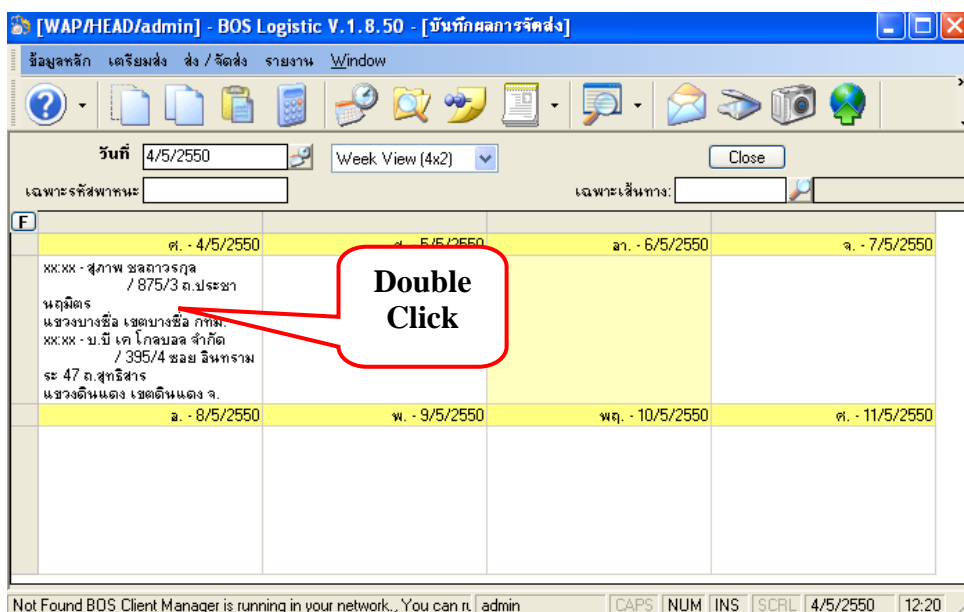 [WAP/HEAD/admin] - BOS Logistic V.1.8.50 - [บันทึกผลการจัดส่ง]
ข้อมูลหลัก เตรียมส่ง ส่ง / จัดส่ง รายงาน Window
วันที่ 4/5/2550 Week View (4x2) Close
เฉพาะรหัสพาหนะ เฉพาะเส้นทาง:
F
ศ. - 4/5/2550 ส. - 5/5/2550 อา. - 6/5/2550 จ. - 7/5/2550
xx:xx - สุภาพ ชลถาวรกุล
/ 875/3 ถ.ประชา
นฤมิตร
แขวงบางซื่อ เขตบางซื่อ กทม.
xx:xx - บ.บี เค โกลบอล จำกัด
/ 395/4 ซอย อินทราม
ระ 47 ถ.สุทธิสาร
แขวงดินแดง เขตดินแดง จ.
Double
Click
อ. - 8/5/2550 พ. - 9/5/2550 พฤ. - 10/5/2550 ศ. - 11/5/2550
Not Found BOS Client Manager is running in your network., You can ru admin CAPS NUM INS SCRL 4/5/2550 12:20